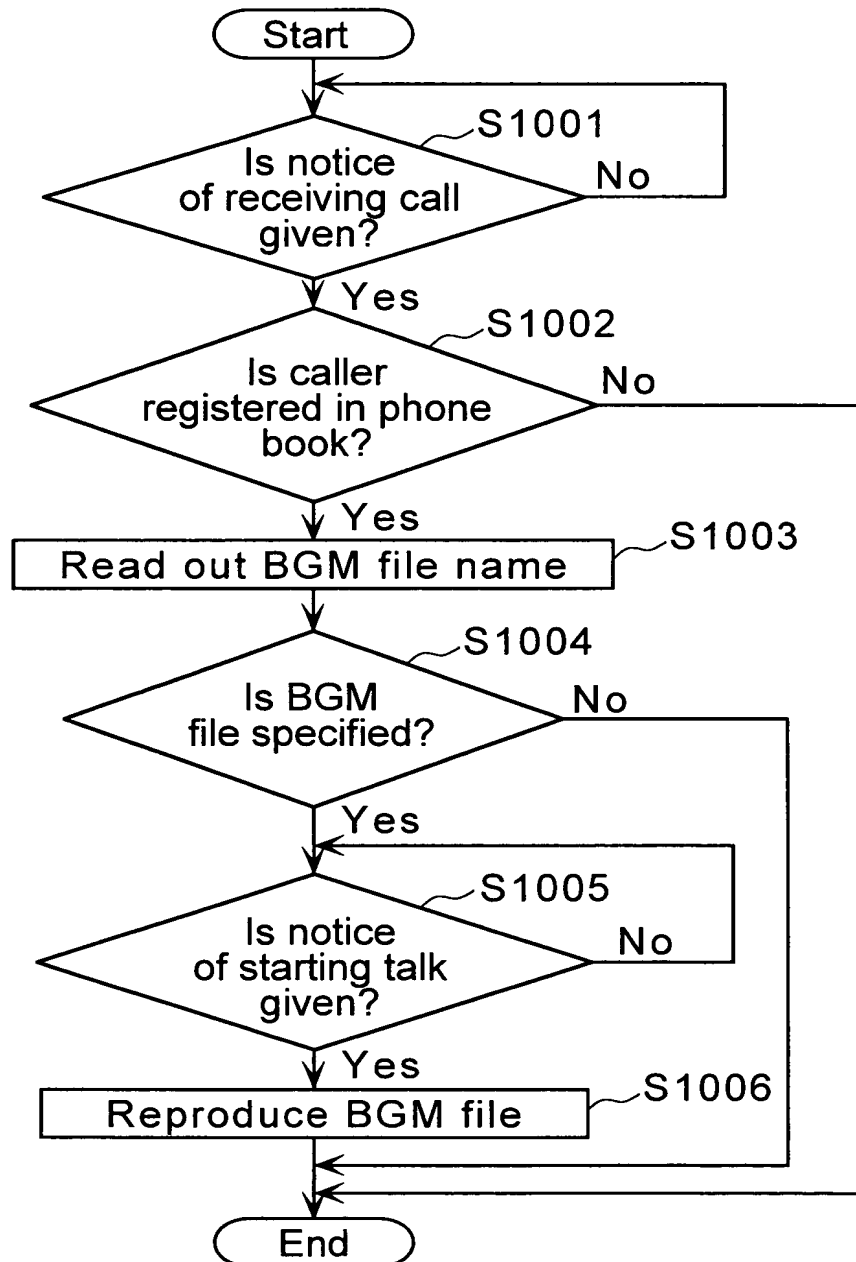 Start
S1001
Is notice
of receiving call
given?
No
Yes
S1002
Is caller
registered in phone
book?
No
Yes
S1003
Read out BGM file name
S1004
Is BGM
file specified?
No
Yes
S1005
Is notice
of starting talk
given?
No
Yes
S1006
Reproduce BGM file
End